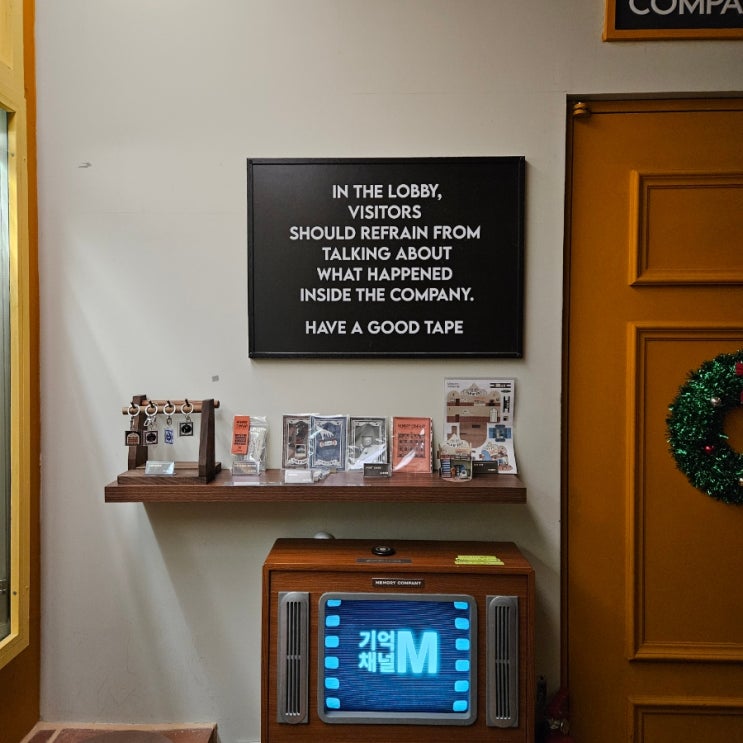 COMPA
IN THE LOBBY,
VISITORS
SHOULD REFRAIN FROM
TALKING ABOUT
WHAT HAPPENED
INSIDE THE COMPANY.
HAVE A GOOD TAPE
MEMORY COMPANY
기억
채널 M